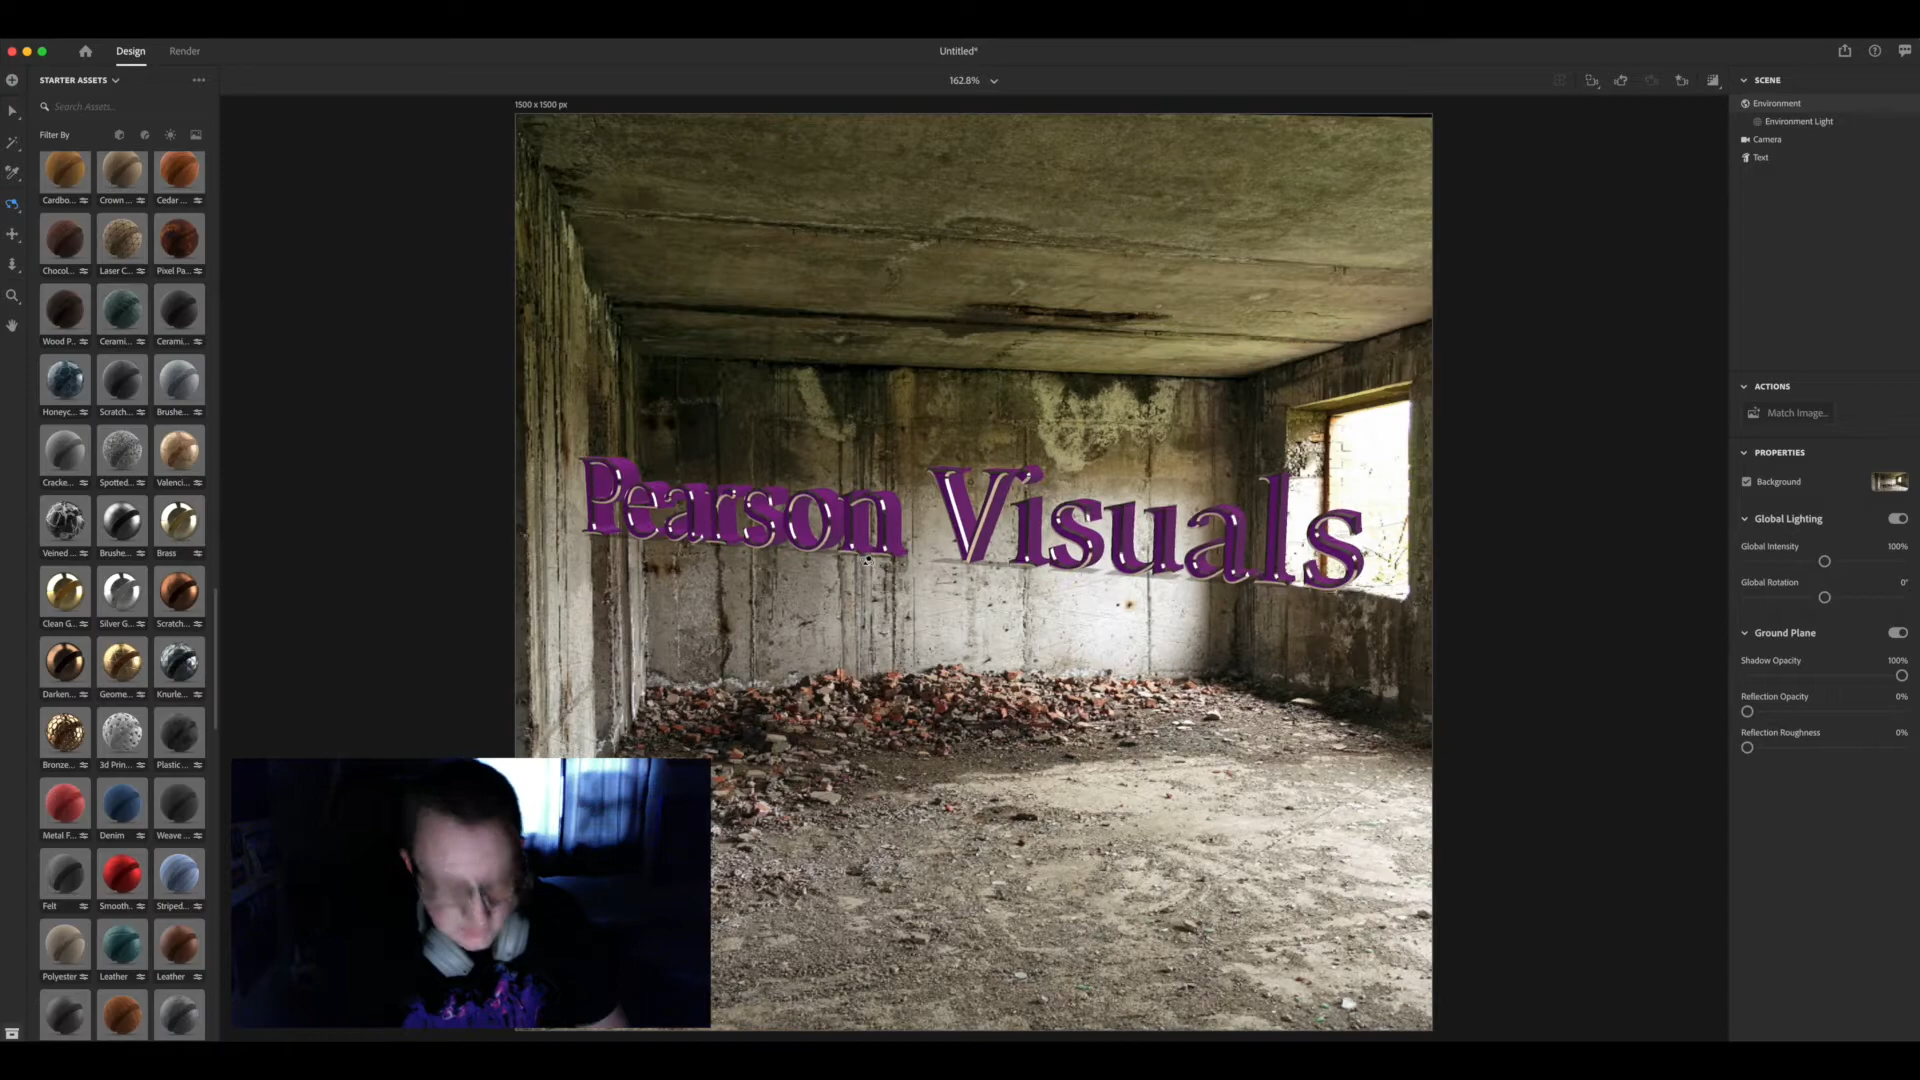 Design
Render
Untitled*
STARTER ASSETS
162.8%
SCENE
1500 x 1500 px
Search Assets...
Environment
Environment Light
Filter By
Camera
Text
Cardbo...
Crown ...
Cedar ...
Chocol...
Laser C...
Pixel Pa...
Wood P...
Cerami...
Cerami...
ACTIONS
Honeyc...
Scratch...
Brushe...
Match Image...
PROPERTIES
Cracke...
Spotted...
Valenci...
Background
Pearson Visuals
Global Lighting
Veined ...
Brushe...
Brass
Global Intensity
100%
Global Rotation
0°
Clean G...
Silver G...
Scratch...
Ground Plane
Shadow Opacity
100%
Darken...
Geome...
Knurle...
Reflection Opacity
0%
Reflection Roughness
0%
Bronze...
3d Prin...
Plastic ...
Metal F...
Denim
Weave ...
Felt
Smooth...
Striped...
Polyester
Leather
Leather